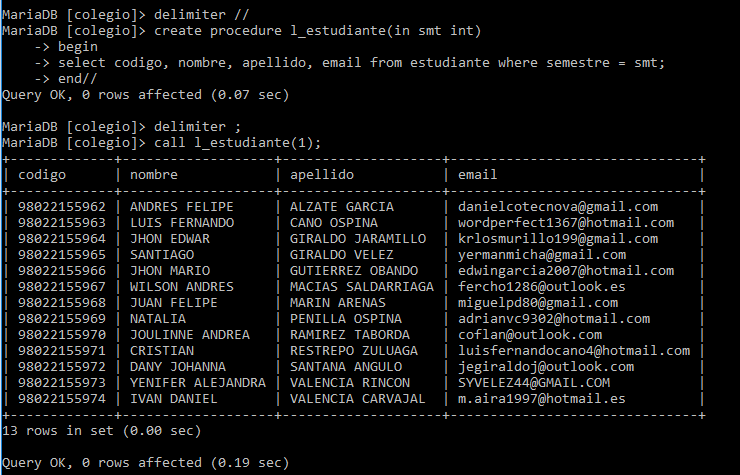 MariaDB [colegio]> delimiter //
MariaDB [colegio]> create procedure l_estudiante(in smt int)
    -> begin
    -> select codigo, nombre, apellido, email from estudiante where semestre = smt;
    -> end//
Query OK, 0 rows affected (0.07 sec)

MariaDB [colegio]> delimiter ;
MariaDB [colegio]> call l_estudiante(1);
+-------------+-------------------+--------------------+-------------------------------+
| codigo      | nombre            | apellido           | email                         |
+-------------+-------------------+--------------------+-------------------------------+
| 98022155962 | ANDRES FELIPE     | ALZATE GARCIA      | danielcotecnova@gmail.com     |
| 98022155963 | LUIS FERNANDO     | CANO OSPINA        | wordperfect1367@hotmail.com   |
| 98022155964 | JHON EDWAR        | GIRALDO JARAMILLO  | krlosmurillo199@gmail.com     |
| 98022155965 | SANTIAGO          | GIRALDO VELEZ      | yermanmicha@gmail.com         |
| 98022155966 | JHON MARIO        | GUTIERREZ OBANDO   | edwingarcia2007@hotmail.com   |
| 98022155967 | WILSON ANDRES     | MACIAS SALDARRIAGA | fercho1286@outlook.es         |
| 98022155968 | JUAN FELIPE       | MARIN ARENAS       | miguelpd80@gmail.com          |
| 98022155969 | NATALIA           | PENILLA OSPINA     | adrianvc9302@hotmail.com      |
| 98022155970 | JOULINNE ANDREA   | RAMIREZ TABORDA    | coflan@outlook.com            |
| 98022155971 | CRISTIAN          | RESTREPO ZULUAGA   | luisfernandocano4@hotmail.com |
| 98022155972 | DANY JOHANNA      | SANTANA ANGULO     | jegiraldoj@outlook.com        |
| 98022155973 | YENIFER ALEJANDRA | VALENCIA RINCON    | SYVELEZ44@GMAIL.COM           |
| 98022155974 | IVAN DANIEL       | VALENCIA CARVAJAL  | m.aira1997@hotmail.es         |
+-------------+-------------------+--------------------+-------------------------------+
13 rows in set (0.00 sec)

Query OK, 0 rows affected (0.19 sec)